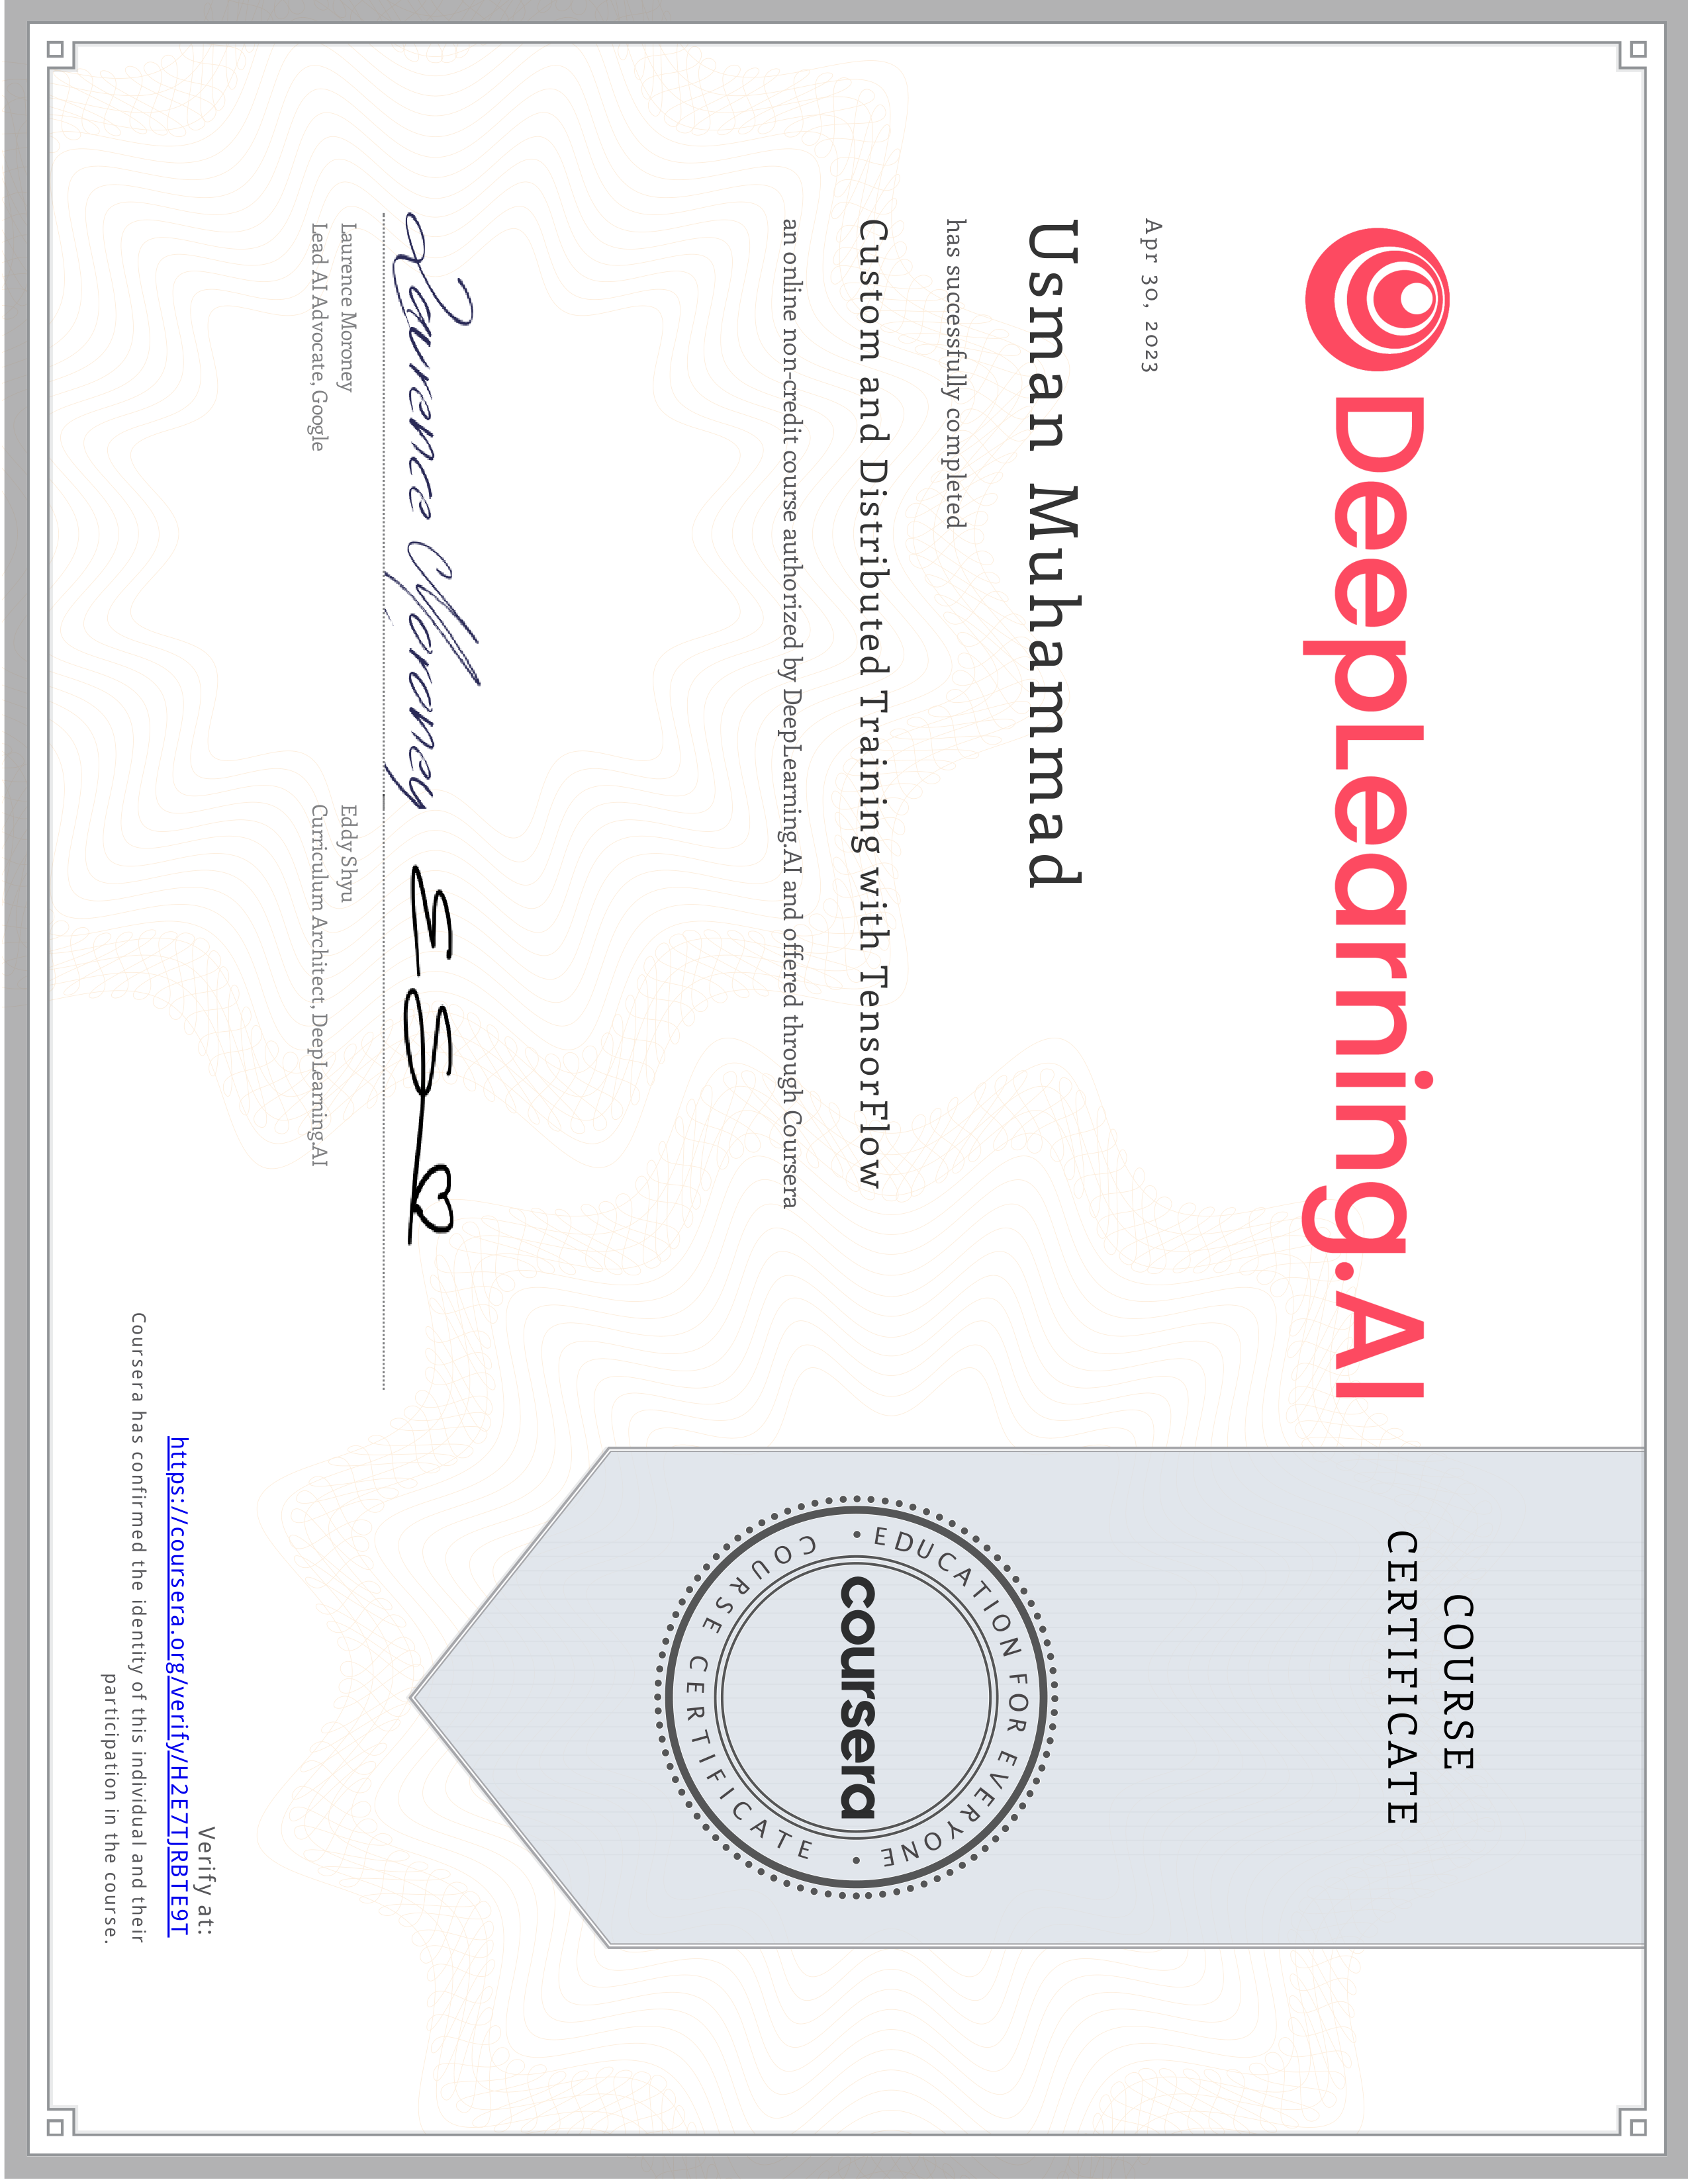 DeepLearning.AI
COURSE
CERTIFICATE
Apr 30, 2023
Usman Muhammad
has successfully completed
Custom and Distributed Training with TensorFlow
an online non-credit course authorized by DeepLearning.AI and offered through Coursera
EDUCATION FOR EVERYONE
coursera
COURSE CERTIFICATE
Laurence Moroney
Laurence Moroney
Lead AI Advocate, Google
Eddy Shyu
Curriculum Architect, DeepLearning.AI
Verify at:
https://coursera.org/verify/H2E7TJRBTE9T
Coursera has confirmed the identity of this individual and their
participation in the course.